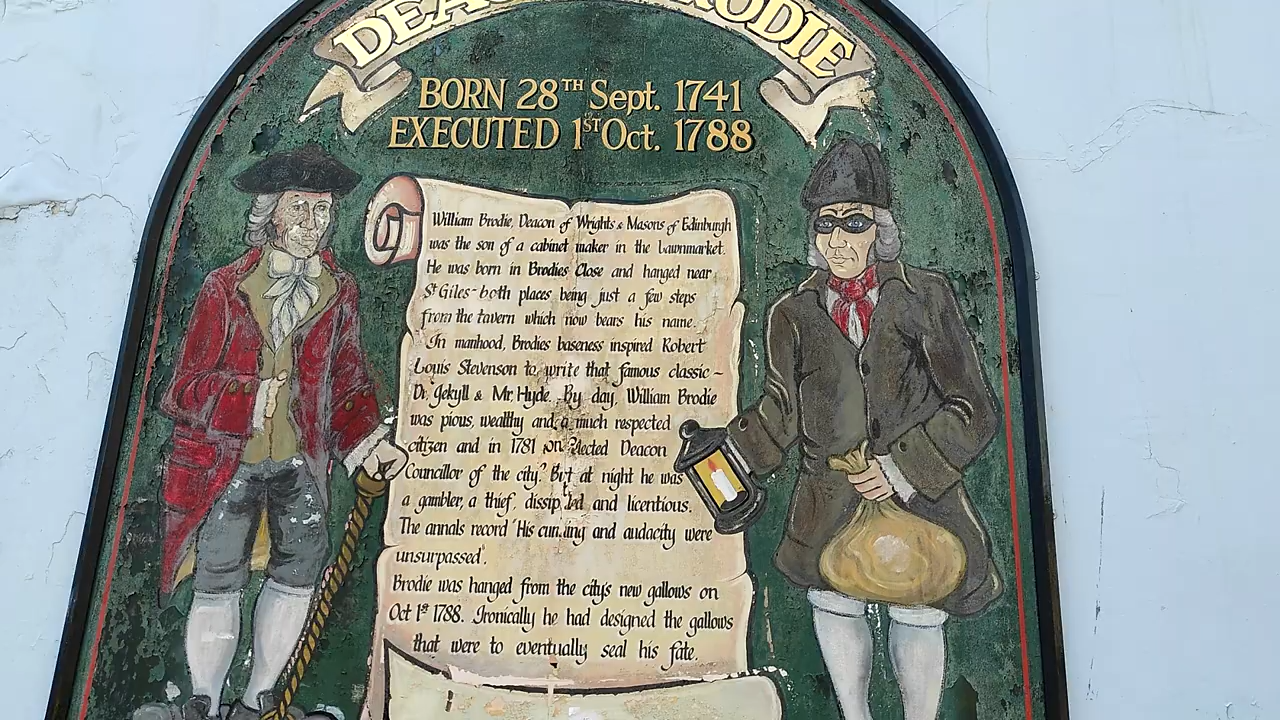 BRODIE
BORN 28TH Sept. 1741
EXECUTED 1ST Oct. 1788
William Brodie, Deacon of Wrights & Masons of Edinburgh
was the son of a cabinet maker in the Lawnmarket.
He was born in Brodies Close and hanged near
St Giles - both places being just a few steps
from the tavern which now bears his name.
In manhood, Brodies baseness inspired Robert
Louis Stevenson to write that famous classic ~
Dr. Jekyll & Mr. Hyde. By day, William Brodie
was pious, wealthy and a much respected
citizen and in 1781 elected Deacon
Councillor of the city. But at night he was
a gambler, a thief, dissipated and licentious.
The annals record 'His cunning and audacity were
unsurpassed'.
Brodie was hanged from the city's new gallows on
Oct 1st 1788. Ironically he had designed the gallows
that were to eventually seal his fate.